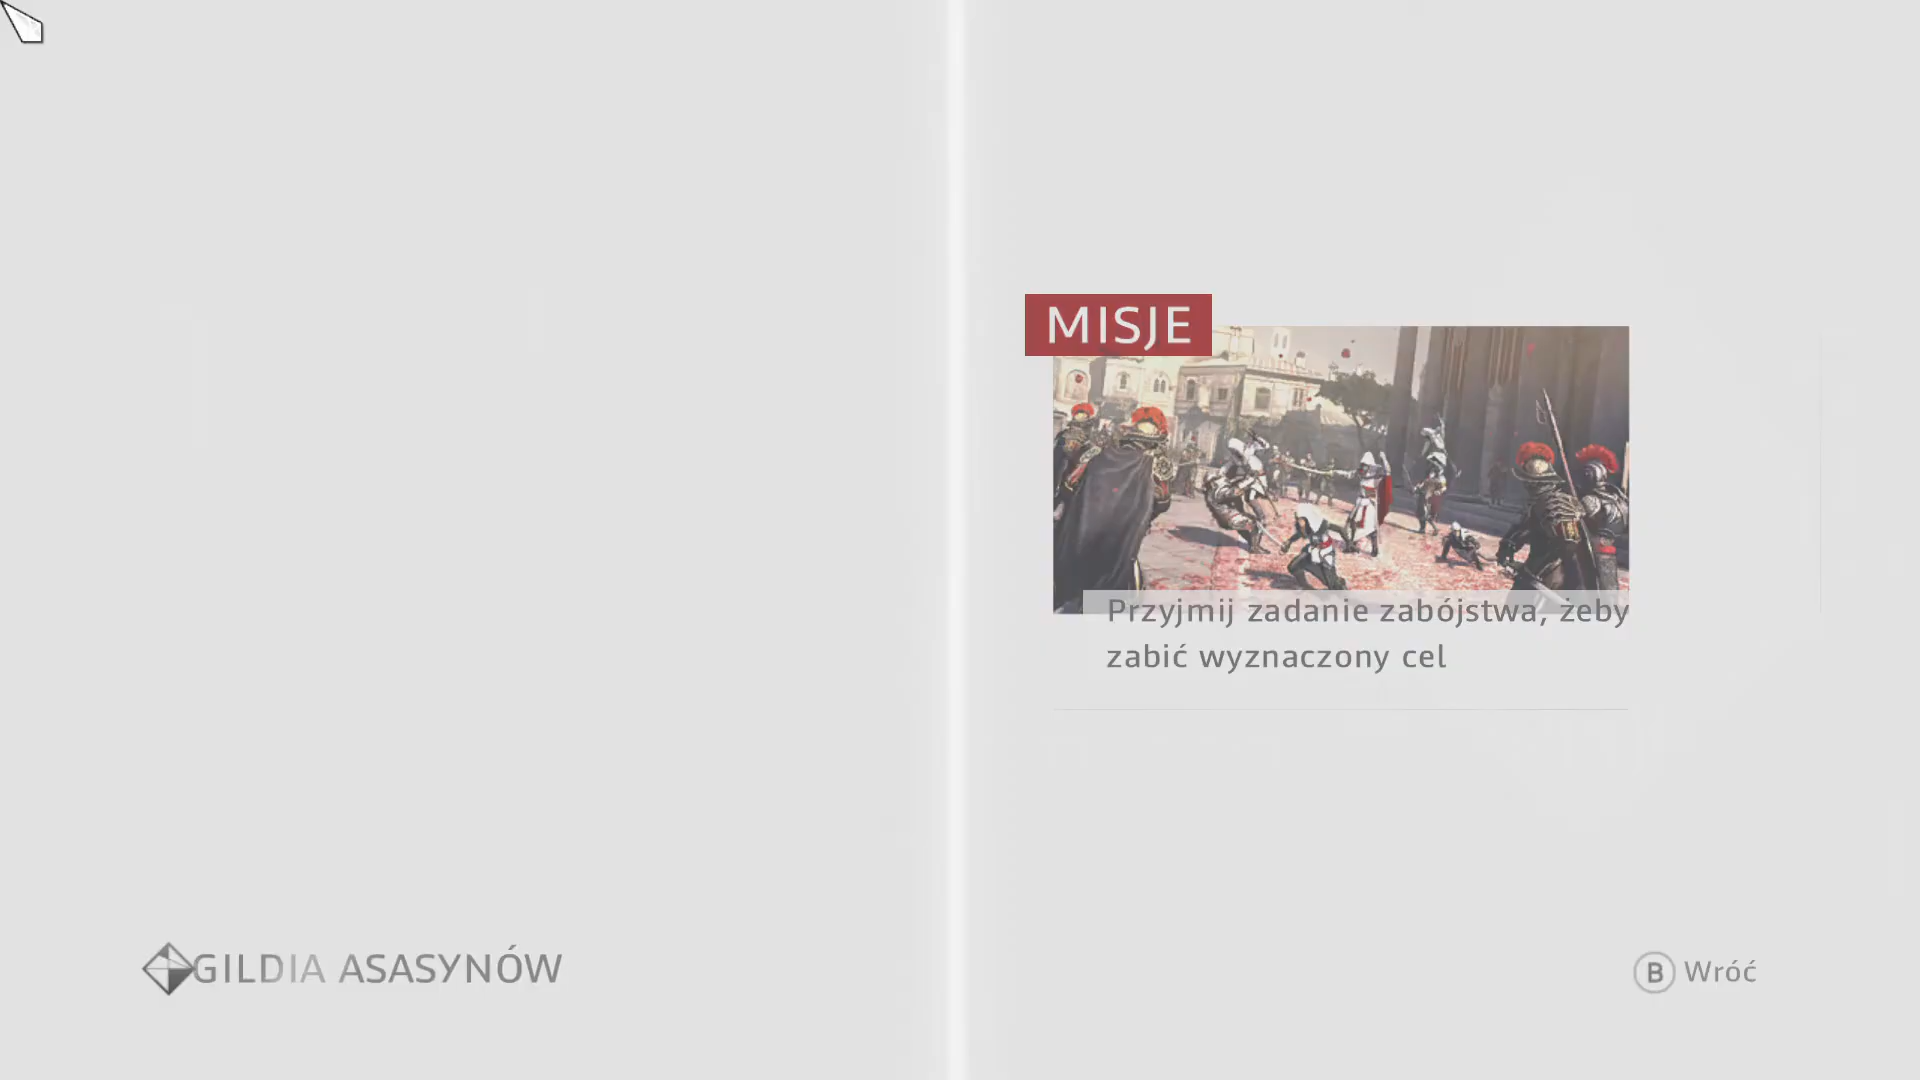 MISJE
Przyjmij zadanie zabójstwa, żeby
zabić wyznaczony cel
GILDIA ASASYNÓW
B Wróć